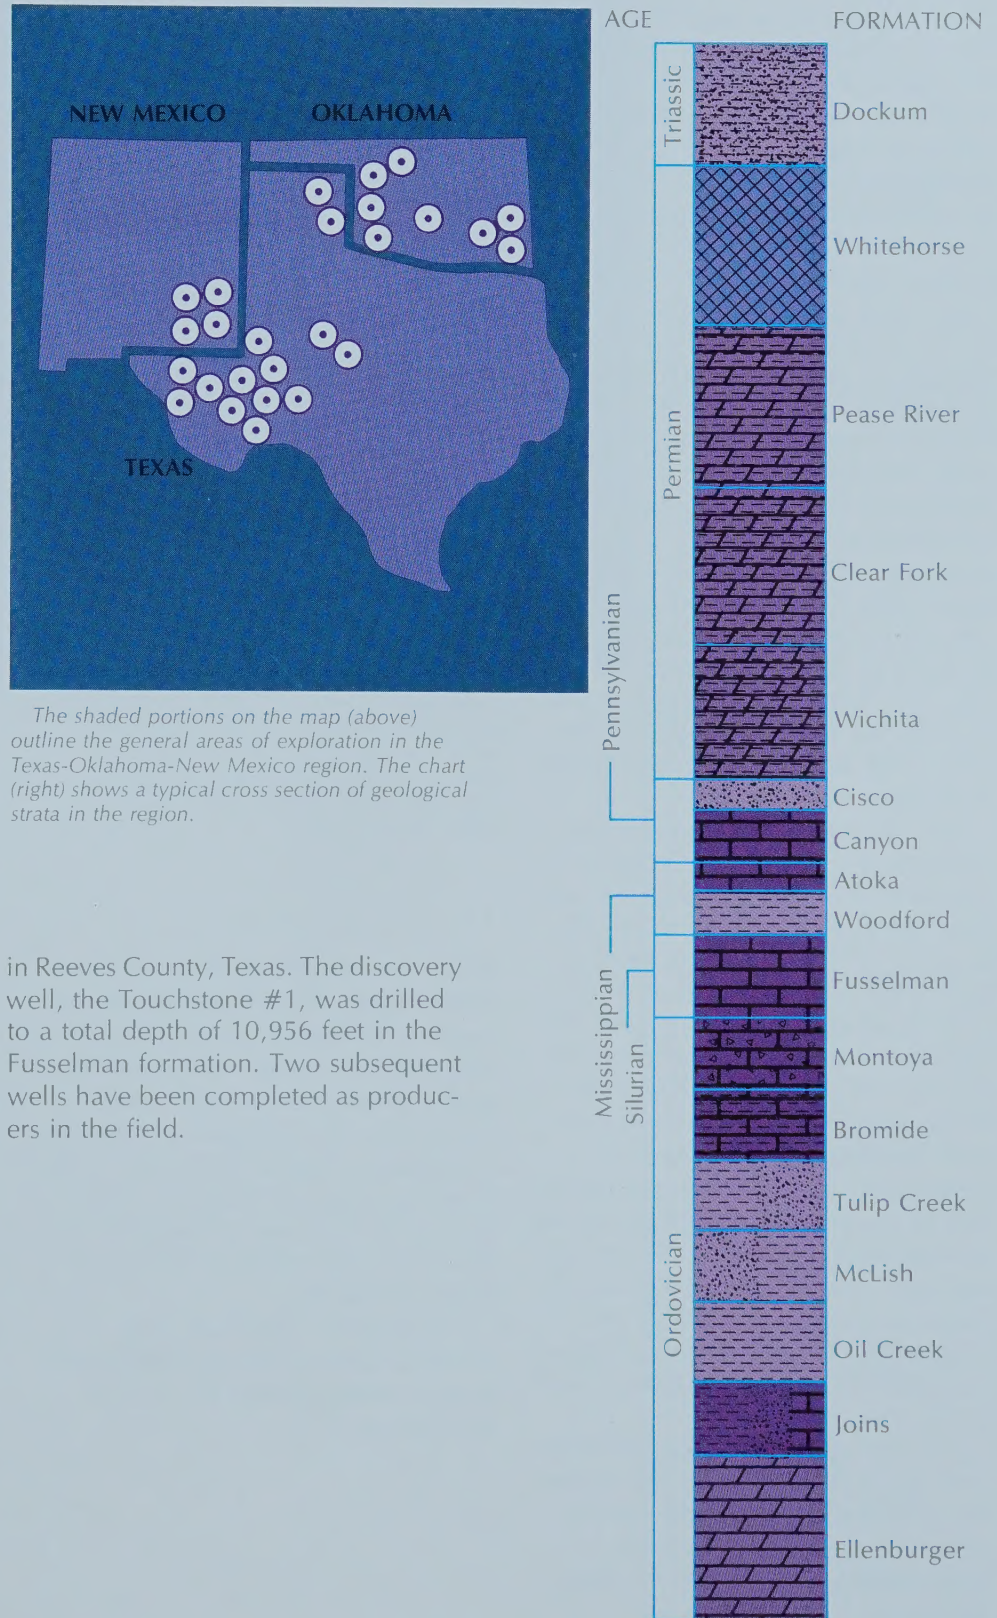 NEW MEXICO
OKLAHOMA
TEXAS
The shaded portions on the map (above)
outline the general areas of exploration in the
Texas-Oklahoma-New Mexico region. The chart
(right) shows a typical cross section of geological
strata in the region.
in Reeves County, Texas. The discovery
well, the Touchstone #1, was drilled
to a total depth of 10,956 feet in the
Fusselman formation. Two subsequent
wells have been completed as produc-
ers in the field.
AGE
Triassic
Permian
Pennsylvanian
Mississippian
Silurian
Ordovician
FORMATION
Dockum
Whitehorse
Pease River
Clear Fork
Wichita
Cisco
Canyon
Atoka
Woodford
Fusselman
Montoya
Bromide
Tulip Creek
McLish
Oil Creek
Joins
Ellenburger